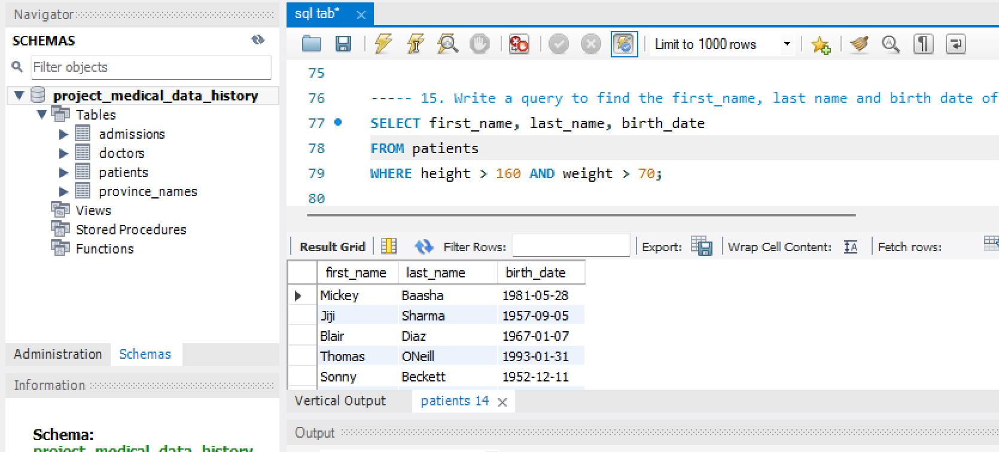 Navigator
SCHEMAS
Filter objects
project_medical_data_history
Tables
admissions
doctors
patients
province_names
Views
Stored Procedures
Functions
Administration Schemas
Information
Schema:
project_medical_data_history
sql tab*
Limit to 1000 rows
75
76 ----- 15. Write a query to find the first_name, last name and birth date of
77 SELECT first_name, last_name, birth_date
78 FROM patients
79 WHERE height > 160 AND weight > 70;
80
Result Grid Filter Rows: Export: Wrap Cell Content: Fetch rows:
first_name last_name birth_date
Mickey Baasha 1981-05-28
Jiji Sharma 1957-09-05
Blair Diaz 1967-01-07
Thomas ONeill 1993-01-31
Sonny Beckett 1952-12-11
Vertical Output patients 14
Output